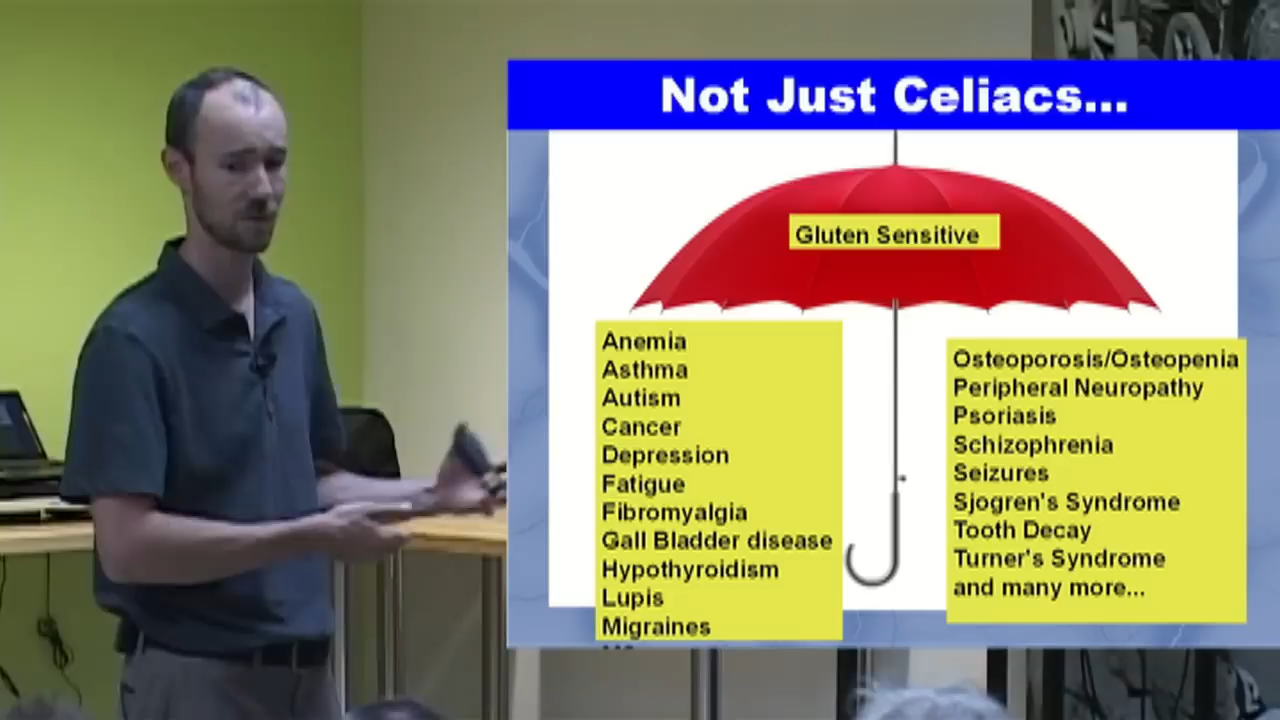 Not Just Celiacs...
Gluten Sensitive
Anemia
Asthma
Autism
Cancer
Depression
Fatigue
Fibromyalgia
Gall Bladder disease
Hypothyroidism
Lupis
Migraines
Osteoporosis/Osteopenia
Peripheral Neuropathy
Psoriasis
Schizophrenia
Seizures
Sjogren's Syndrome
Tooth Decay
Turner's Syndrome
and many more...